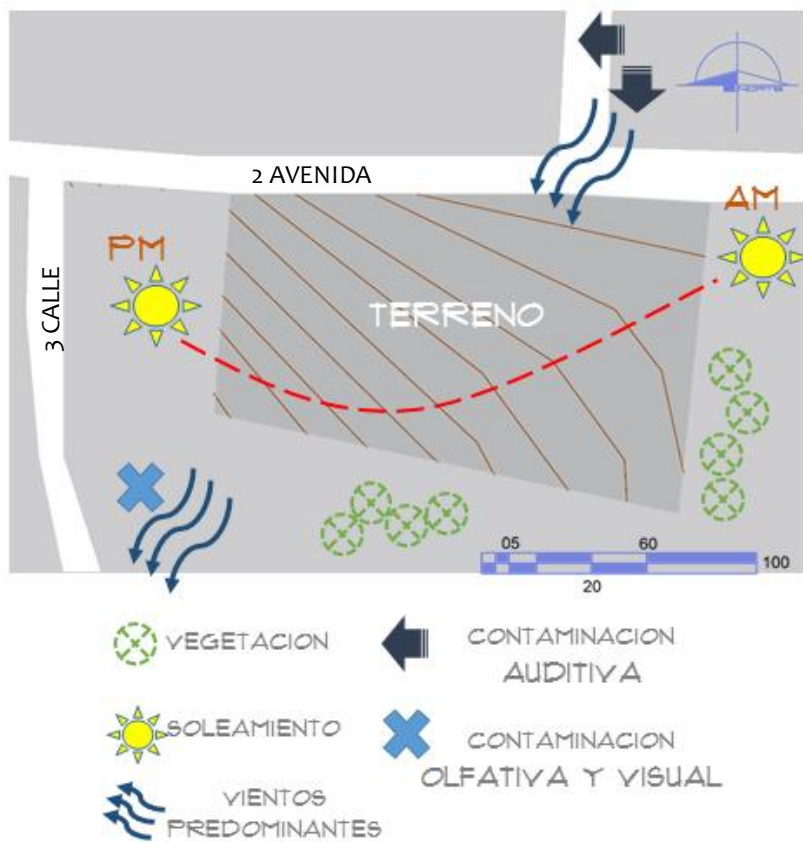 NORTE
2 AVENIDA
AM
PM
3 CALLE
TERRENO
05
60
100
20
VEGETACION
CONTAMINACION
AUDITIVA
SOLEAMIENTO
CONTAMINACION
OLFATIVA Y VISUAL
VIENTOS
PREDOMINANTES